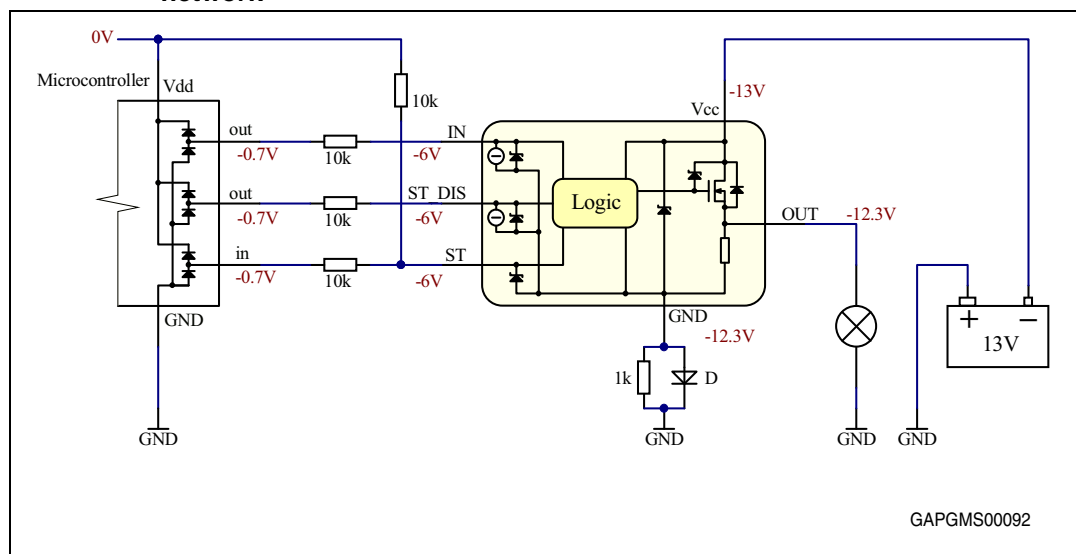 network
0V
Microcontroller
Vdd
10k
-13V
Vcc
out
-0.7V
10k
IN
-6V
out
-0.7V
10k
ST_DIS
-6V
Logic
OUT
-12.3V
in
-0.7V
10k
ST
-6V
GND
GND
-12.3V
+
−
13V
1k
D
GND
GND
GND
GND
GAPGMS00092